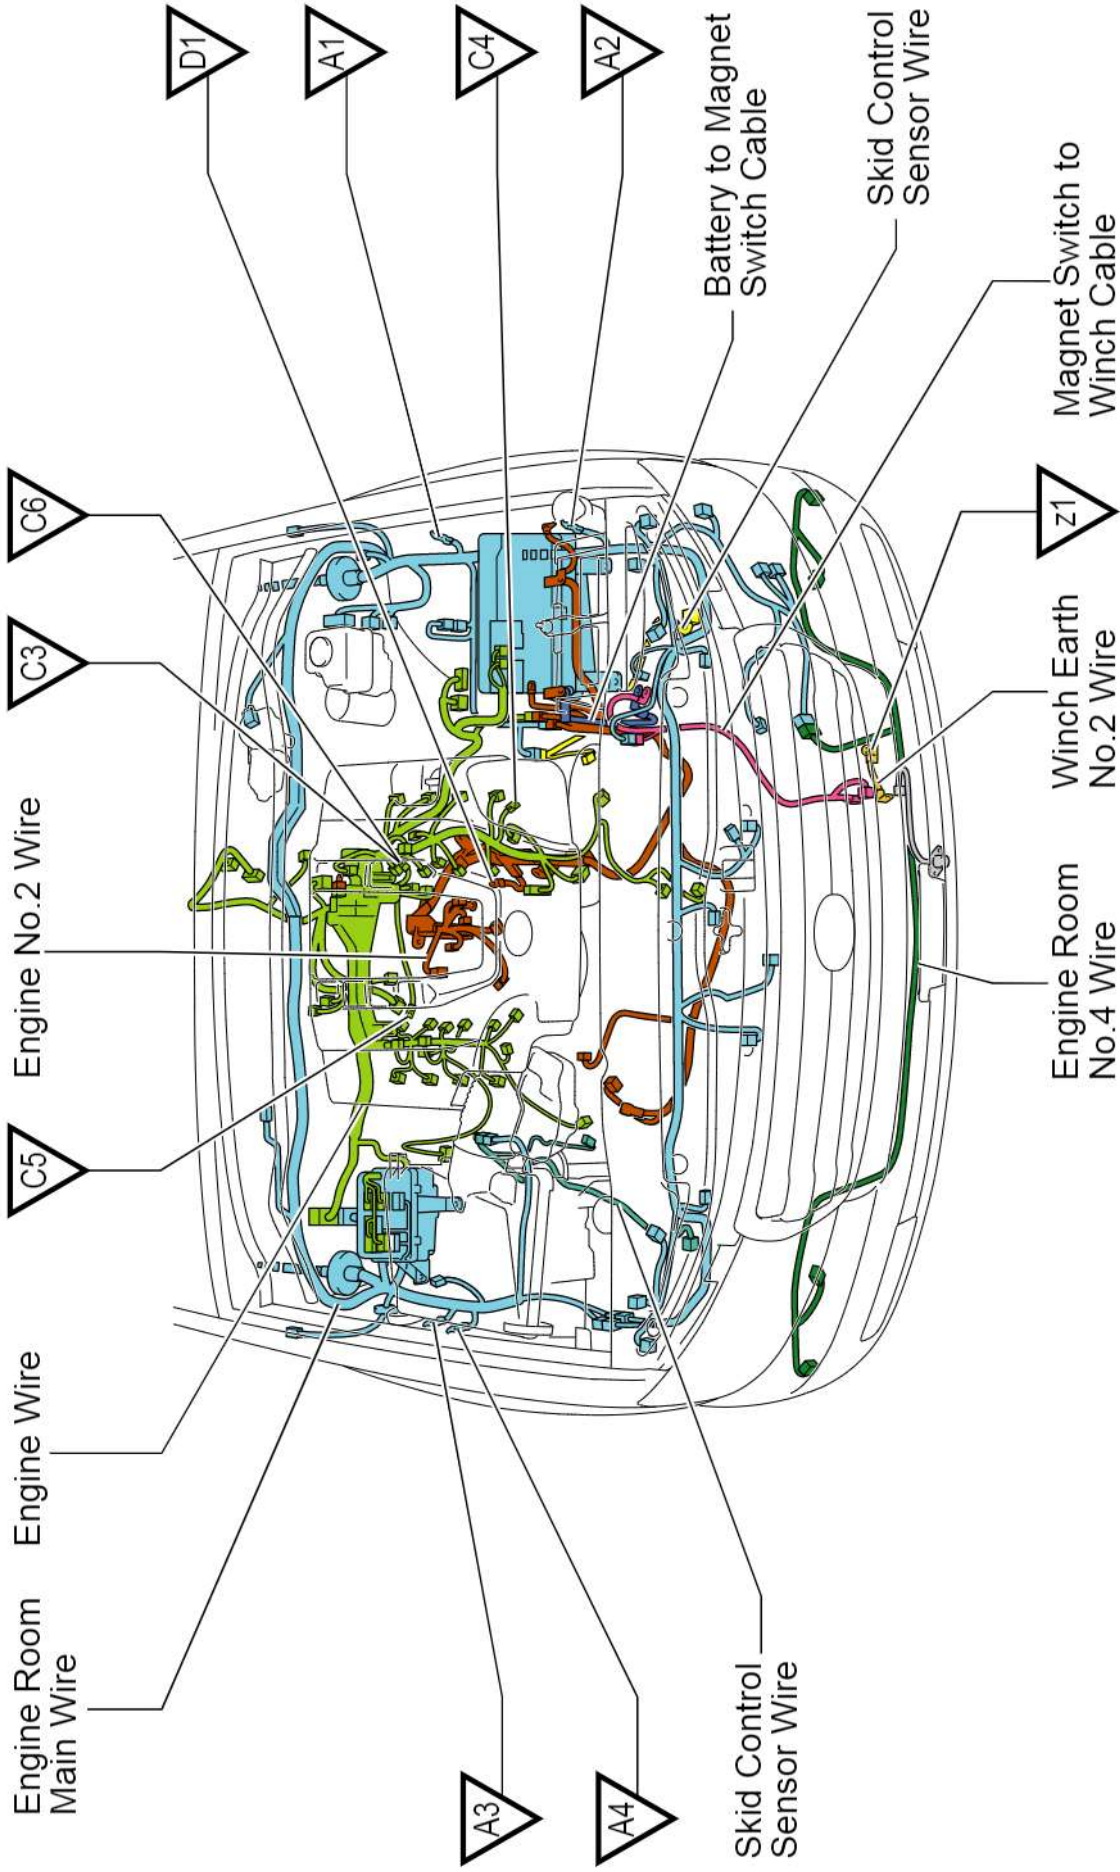 Engine Room
Main Wire
Engine Wire
C5
Engine No.2 Wire
C3
C6
D1
A1
C4
A2
Battery to Magnet
Switch Cable
Skid Control
Sensor Wire
Magnet Switch to
Winch Cable
z1
Winch Earth
No.2 Wire
Engine Room
No.4 Wire
A3
A4
Skid Control
Sensor Wire